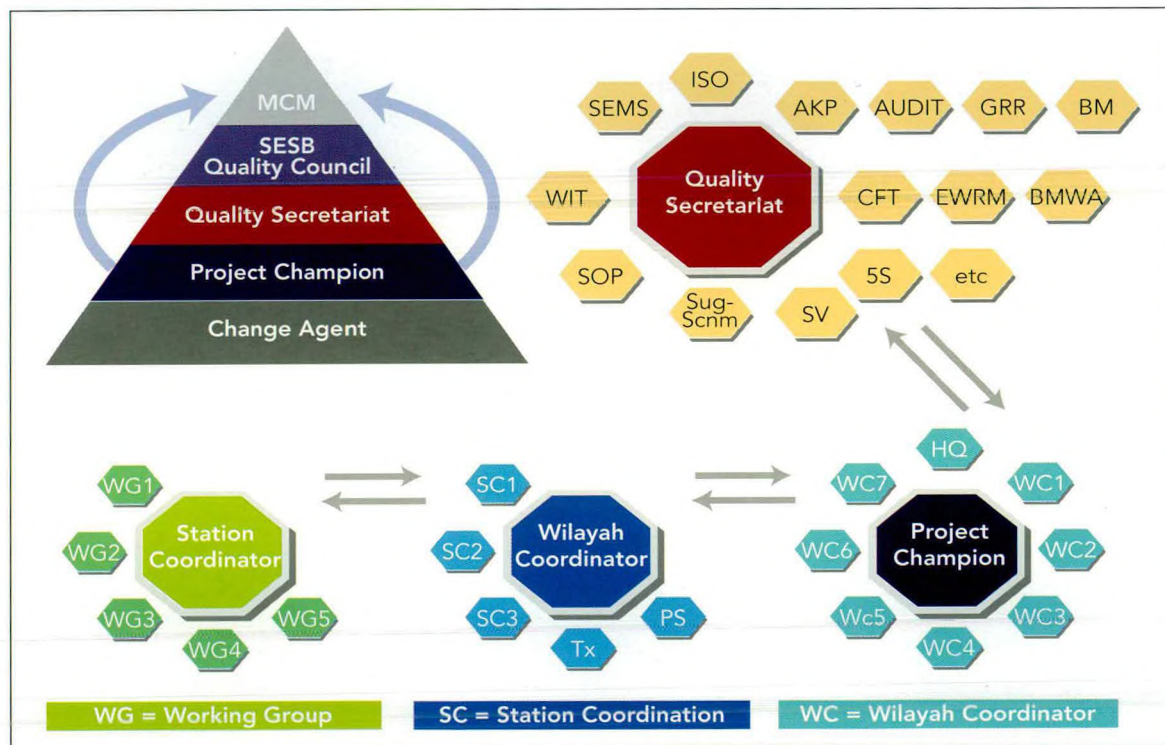 MCM
SESB
Quality Council
Quality Secretariat
Project Champion
Change Agent
ISO
SEMS
AKP
AUDIT
GRR
BM
Quality
Secretariat
WIT
CFT
EWRM
BMWA
SOP
5S
etc
Sug-
Scnm
SV
HQ
WC7
WC1
WC6
Project
Champion
WC2
Wc5
WC3
WC4
WG1
Station
Coordinator
WG2
WG3
WG5
WG4
SC1
Wilayah
Coordinator
SC2
SC3
PS
Tx
WG = Working Group
SC = Station Coordination
WC = Wilayah Coordinator